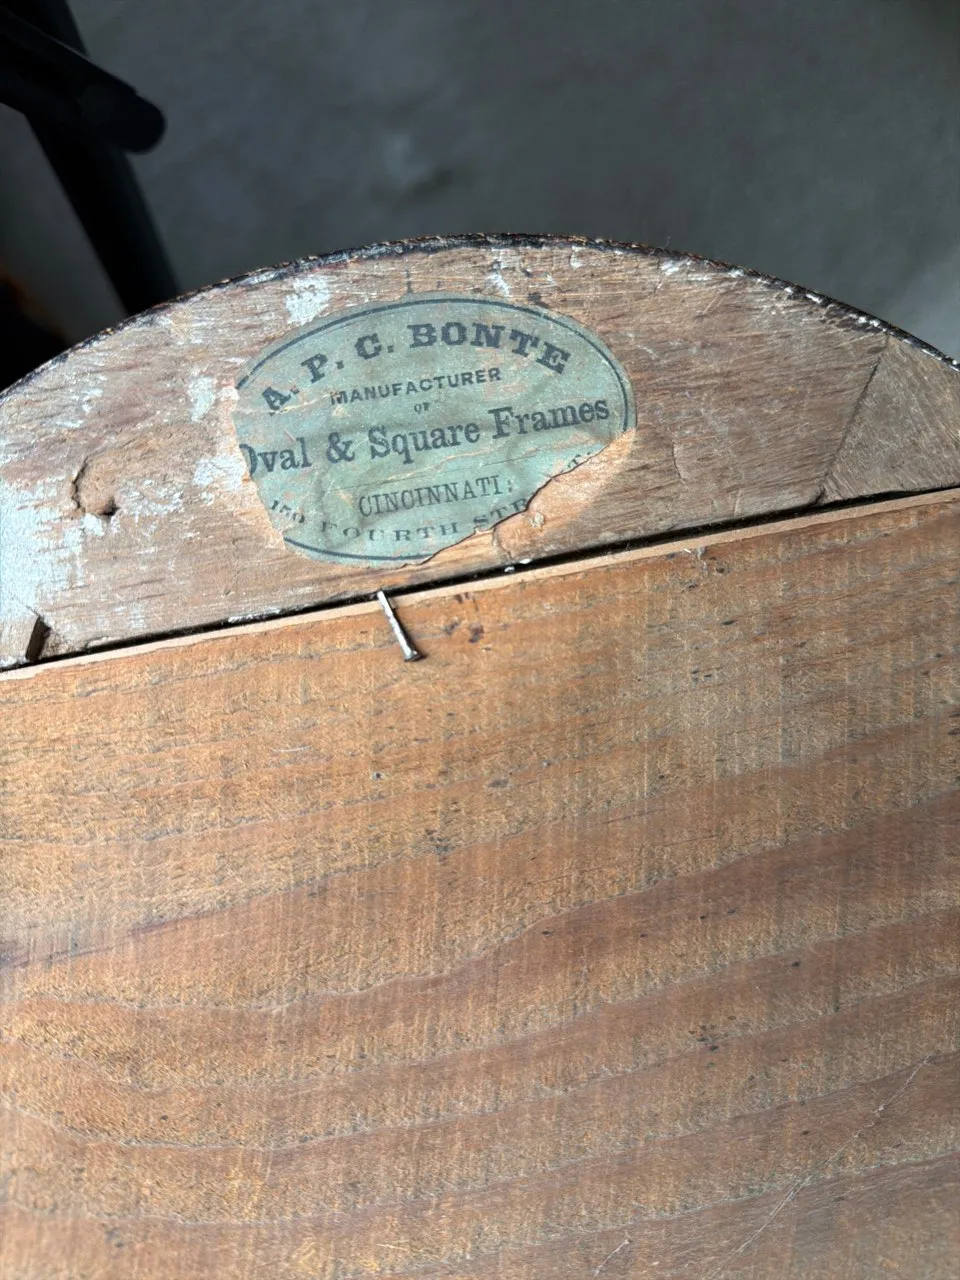 A. P. C. BONTE
MANUFACTURER
OF
Oval & Square Frames
CINCINNATI:
FOURTH